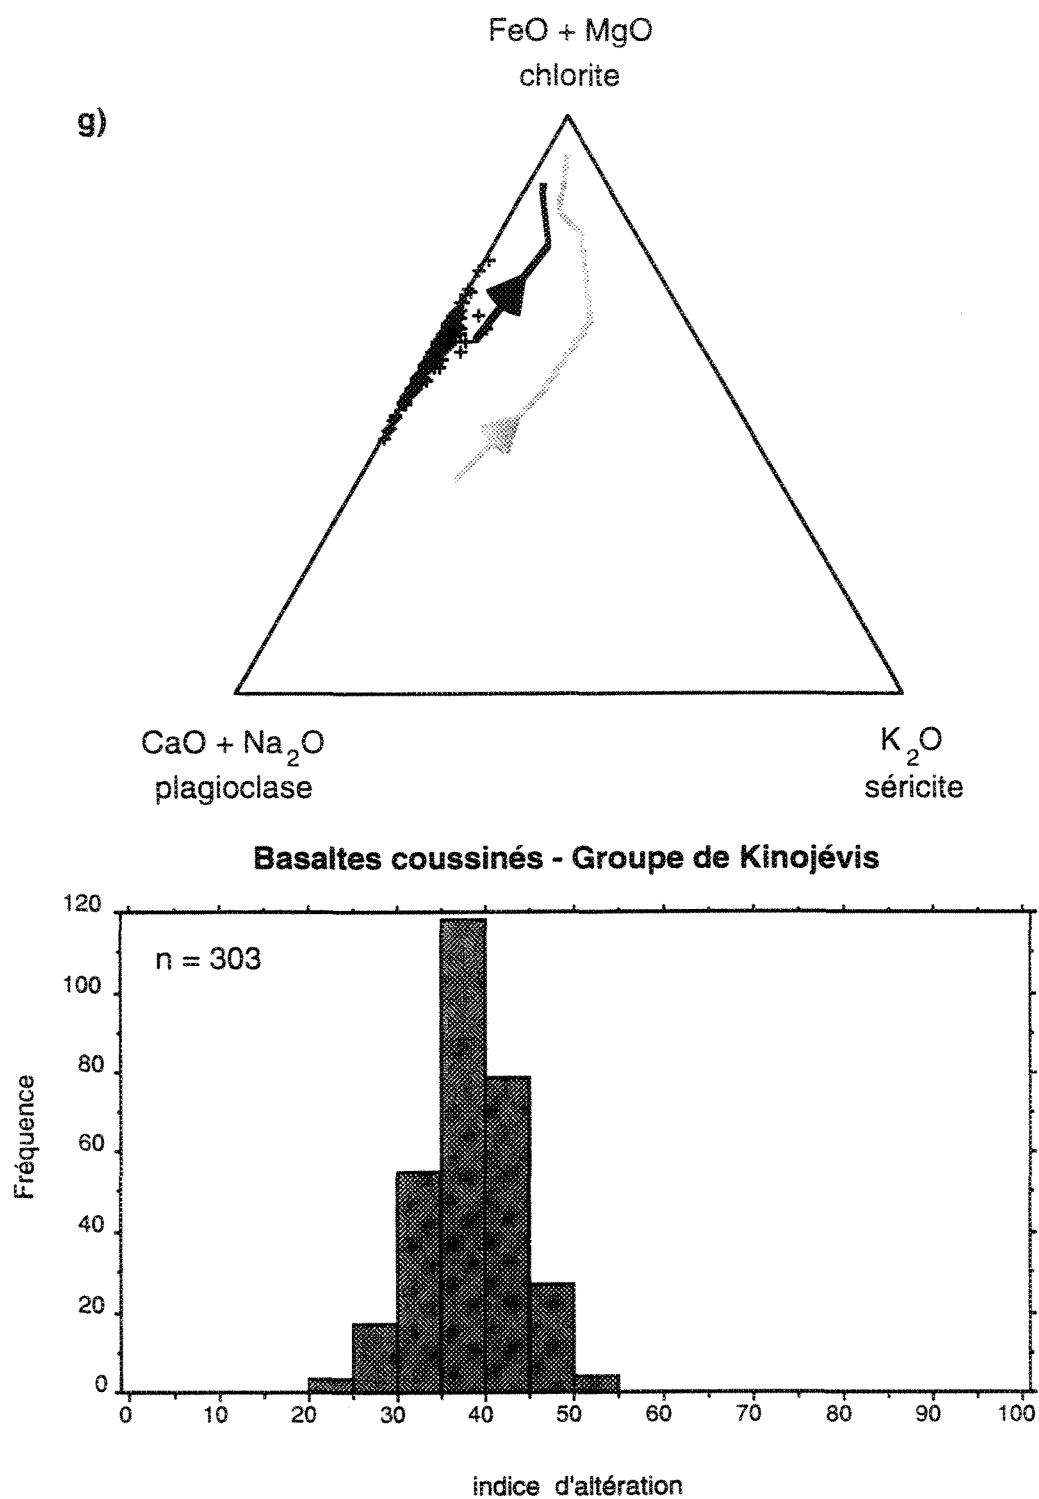 FeO + MgO
chlorite
g)
CaO + Na2O
plagioclase
K2O
séricite
Basaltes coussinés - Groupe de Kinojévis
n = 303
120
100
80
60
40
20
0
Fréquence
0 10 20 30 40 50 60 70 80 90 100
indice d'altération